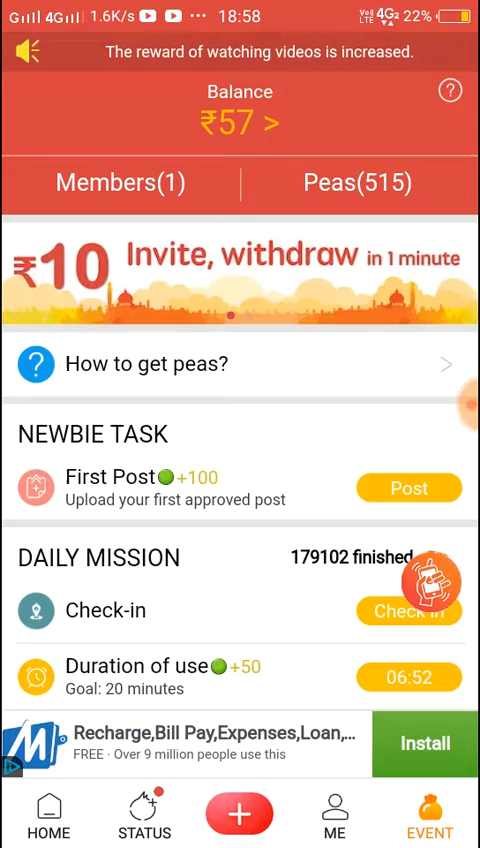 1.6K/s ••• 18:58 VoLTE 4G2 22%
The reward of watching videos is increased.
Balance
?
₹57 >
Members(1)
Peas(515)
₹10 Invite, withdraw in 1 minute
? How to get peas? >
NEWBIE TASK
First Post +100
Upload your first approved post
Post
DAILY MISSION
179102 finished
Check-in
Check in
Duration of use +50
Goal: 20 minutes
06:52
Recharge,Bill Pay,Expenses,Loan,...
FREE · Over 9 million people use this
Install
HOME
STATUS
ME
EVENT